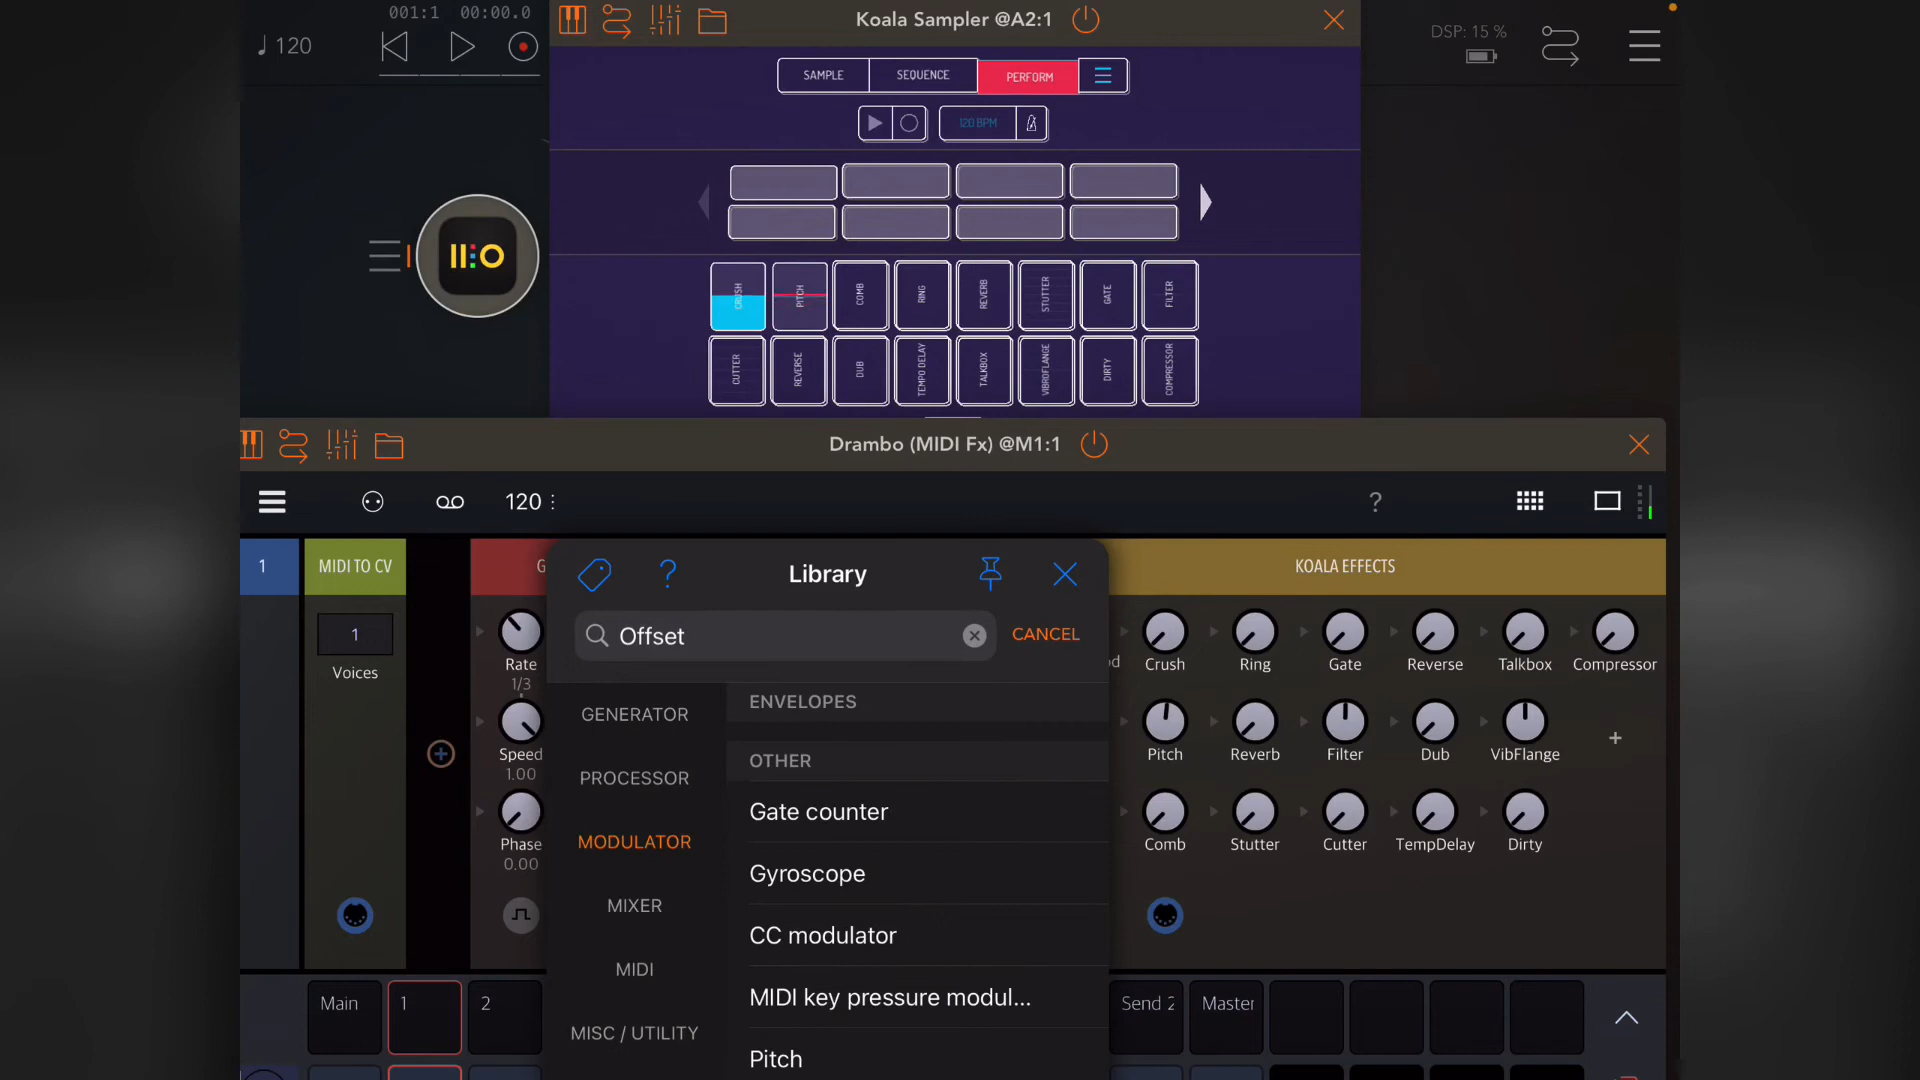 001:1 00:00.0
120
Koala Sampler @A2:1
DSP: 15 %
SAMPLE SEQUENCE PERFORM
120 BPM
CRUSH PITCH COMB RING REVERB STUTTER GATE FILTER
CUTTER REVERSE DUB TEMPO DELAY TALKBOX VIBROFLANGE DIRTY COMPRESSOR
Drambo (MIDI Fx) @M1:1
120
?
1 MIDI TO CV G
? Library
KOALA EFFECTS
Offset
CANCEL
1
Voices
Rate
1/3
Speed
1.00
Phase
0.00
GENERATOR
PROCESSOR
MODULATOR
MIXER
MIDI
MISC / UTILITY
ENVELOPES
OTHER
Gate counter
Gyroscope
CC modulator
MIDI key pressure modul...
Pitch
od
Crush Ring Gate Reverse Talkbox Compressor
Pitch Reverb Filter Dub VibFlange
Comb Stutter Cutter TempDelay Dirty
Main 1 2 Send 2 Master